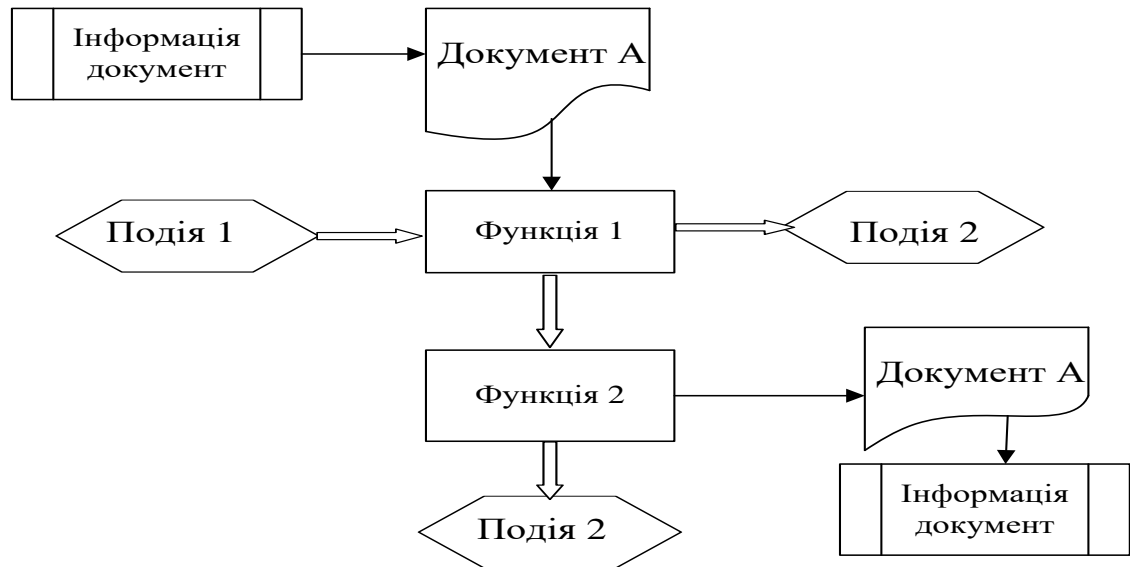 Інформація
документ
Документ А
Подія 1
Функція 1
Подія 2
Функція 2
Документ А
Інформація
документ
Подія 2